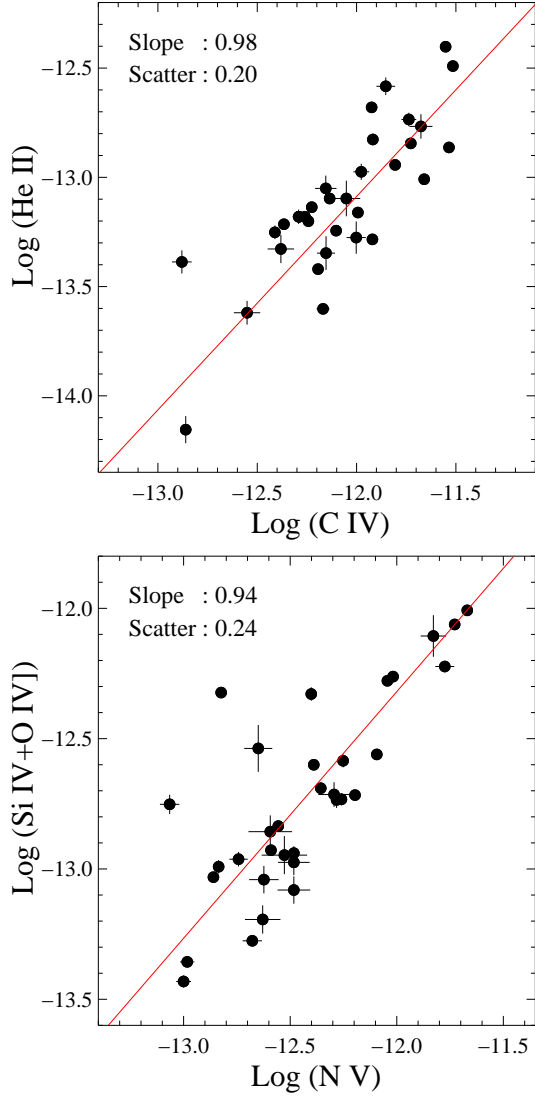 Slope : 0.98
Scatter : 0.20
−12.5
−13.0
−13.5
−14.0
Log (He II)
−13.0 −12.5 −12.0 −11.5
Log (C IV)
Slope : 0.94
Scatter : 0.24
−12.0
−12.5
−13.0
−13.5
Log (Si IV+O IV])
−13.0 −12.5 −12.0 −11.5
Log (N V)